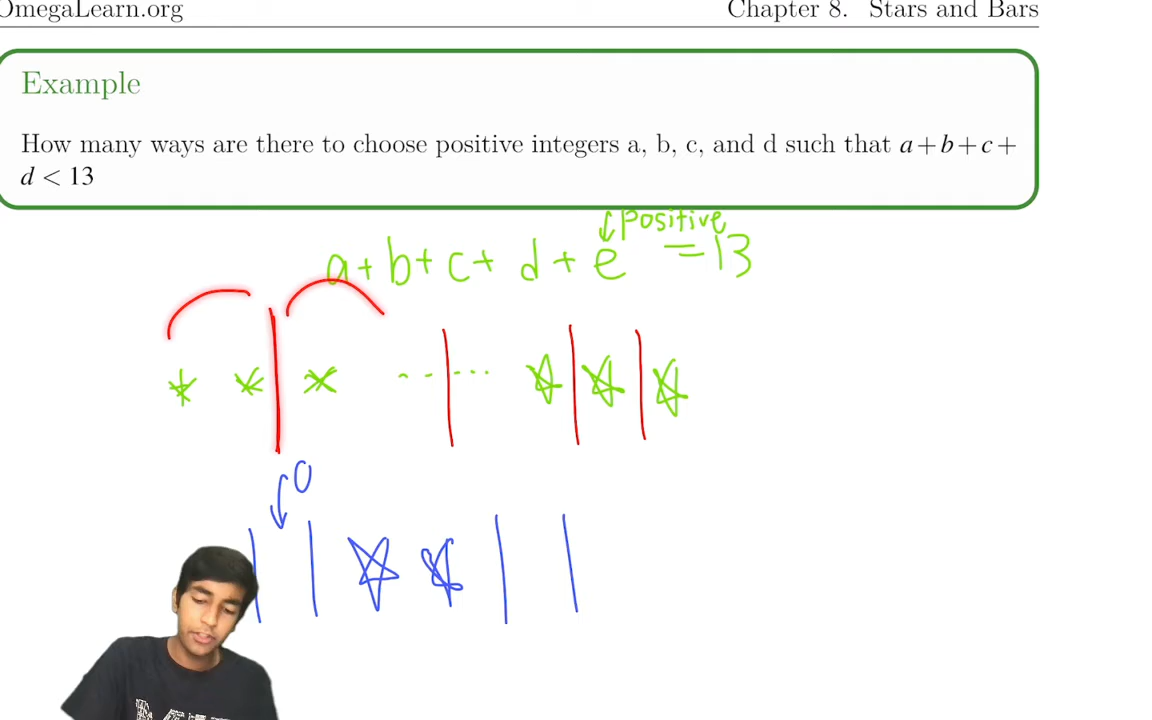 OmegaLearn.org Chapter 8. Stars and Bars
Example
How many ways are there to choose positive integers a, b, c, and d such that a+b+c+
d < 13
positive
a+b+c+ d+e =13
0